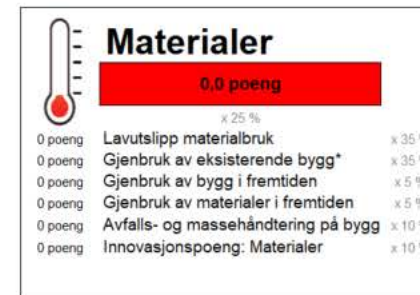 Materialer
0,0 poeng
x 25 %
0 poeng Lavutslipp materialbruk x 35
0 poeng Gjenbruk av eksisterende bygg* x 35
0 poeng Gjenbruk av bygg i fremtiden x 5 %
0 poeng Gjenbruk av materialer i fremtiden x 5 %
0 poeng Avfalls- og massehåndtering på bygg x 10
0 poeng Innovasjonspoeng: Materialer x 10